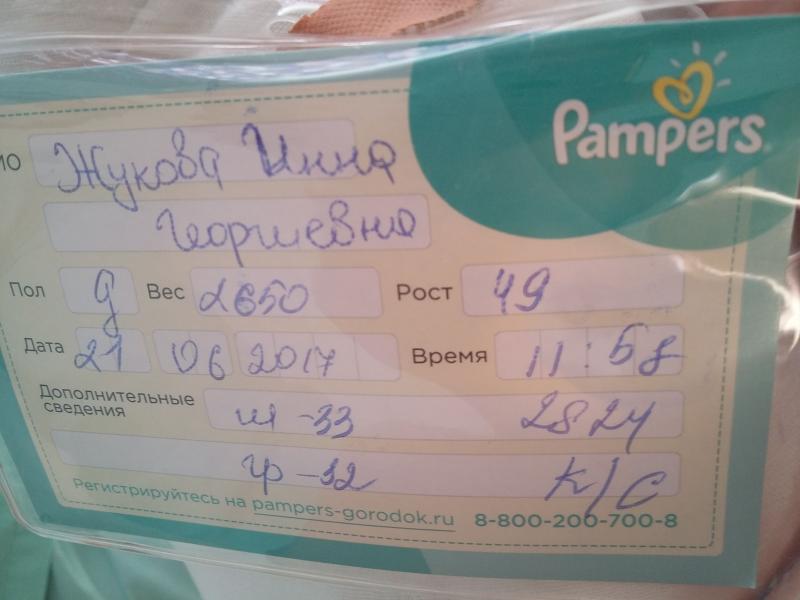 Pampers
ИО Жукова Инна
Георгиевна
Пол д Вес 2650 Рост 49
Дата 21 06 2017 Время 11:58
Дополнительные сведения ш-33 2824
гр-32 к/с
Регистрируйтесь на pampers-gorodok.ru 8-800-200-700-8